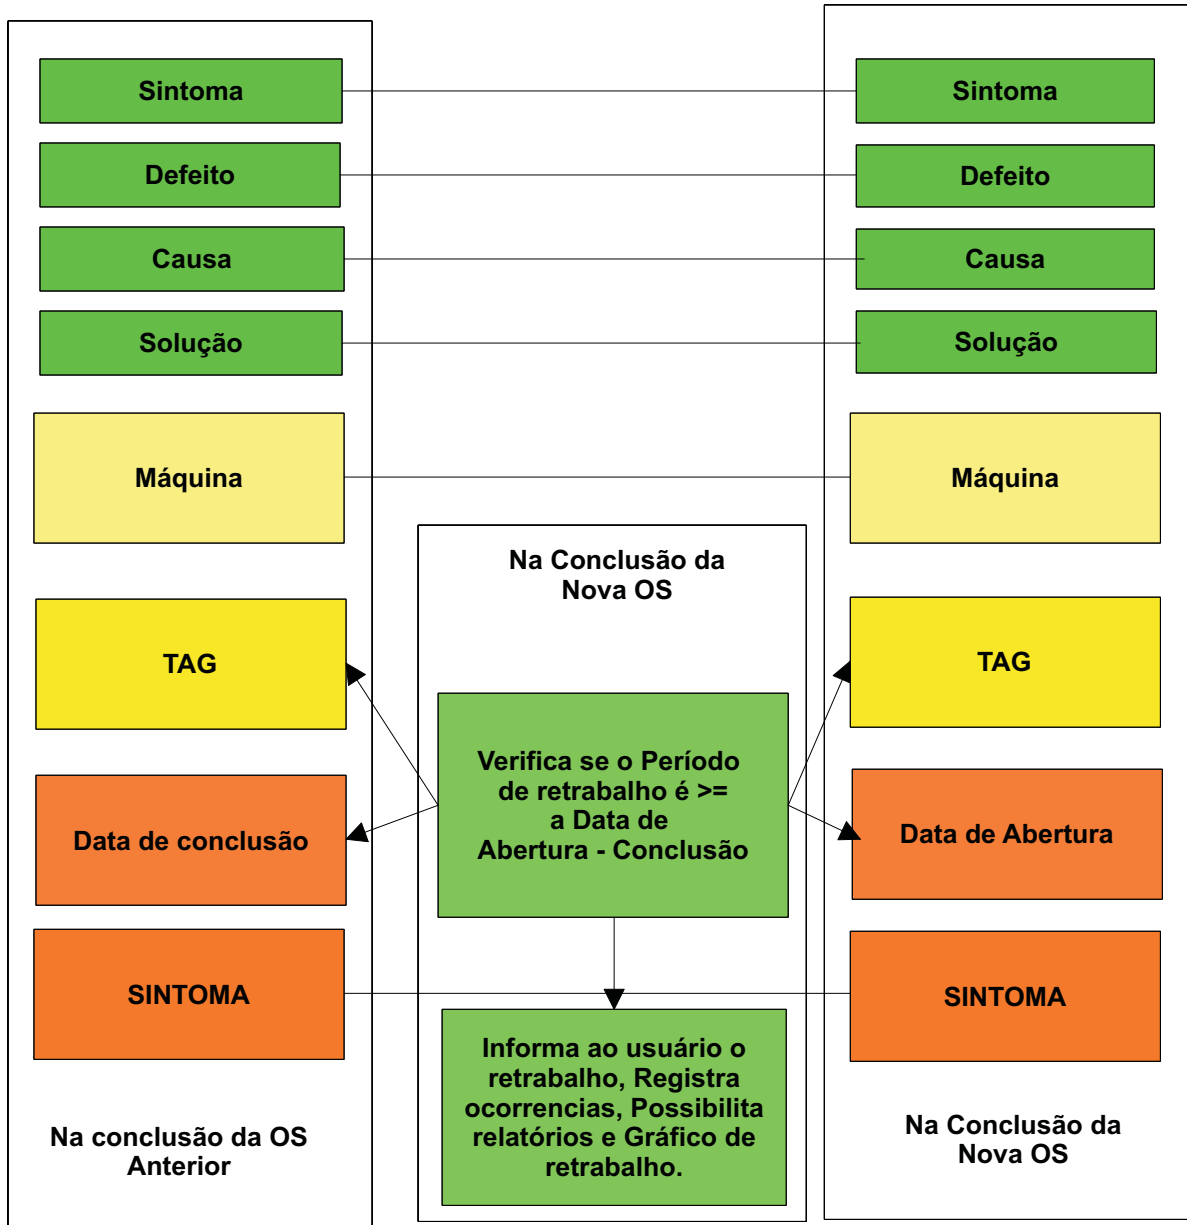 Sintoma
Defeito
Causa
Solução
Máquina
TAG
Data de conclusão
SINTOMA
Na conclusão da OS
Anterior
Na Conclusão da
Nova OS
Verifica se o Período
de retrabalho é >=
a Data de
Abertura - Conclusão
Informa ao usuário o
retrabalho, Registra
ocorrencias, Possibilita
relatórios e Gráfico de
retrabalho.
Sintoma
Defeito
Causa
Solução
Máquina
TAG
Data de Abertura
SINTOMA
Na Conclusão da
Nova OS